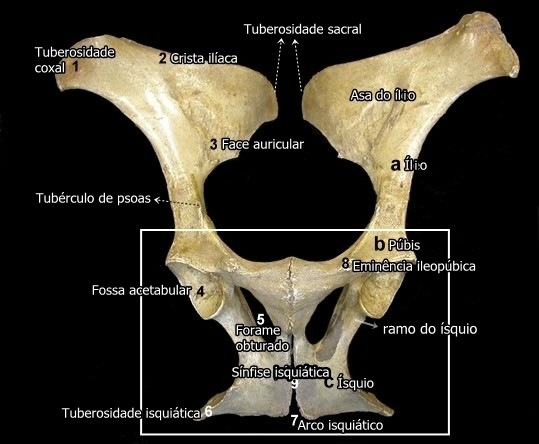 Tuberosidade sacral
Tuberosidade
coxal 1
2 Crista ilíaca
Asa do ílio
3 Face auricular
a Ílio
Tubérculo de psoas
b Púbis
8 Eminência ileopúbica
Fossa acetabular 4
5
Forame
obturado
ramo do ísquio
Sínfise isquiática
9
C Ísquio
Tuberosidade isquiática 6
7 Arco isquiático